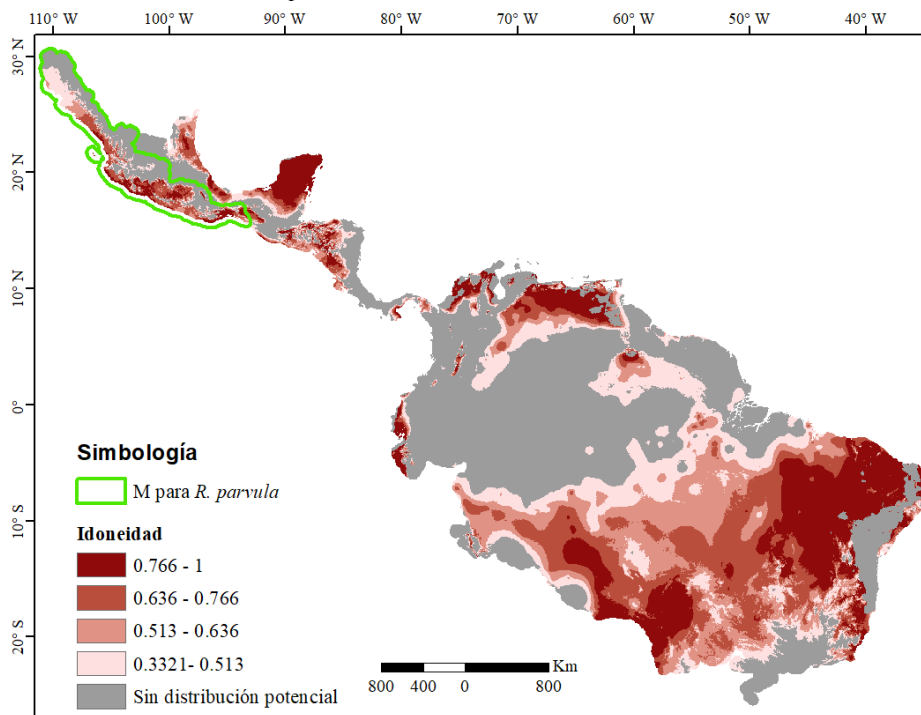 110° W 100° W 90° W 80° W 70° W 60° W 50° W 40° W
30° N
20° N
10° N
0°
10° S
20° S
Simbología
M para R. parvula
Idoneidad
0.766 - 1
0.636 - 0.766
0.513 - 0.636
0.3321- 0.513
Sin distribución potencial
Km
800 400 0 800